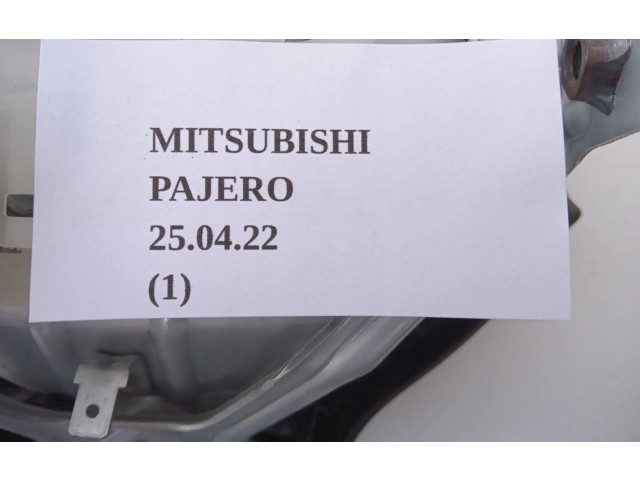 MITSUBISHI
PAJERO
25.04.22
(1)